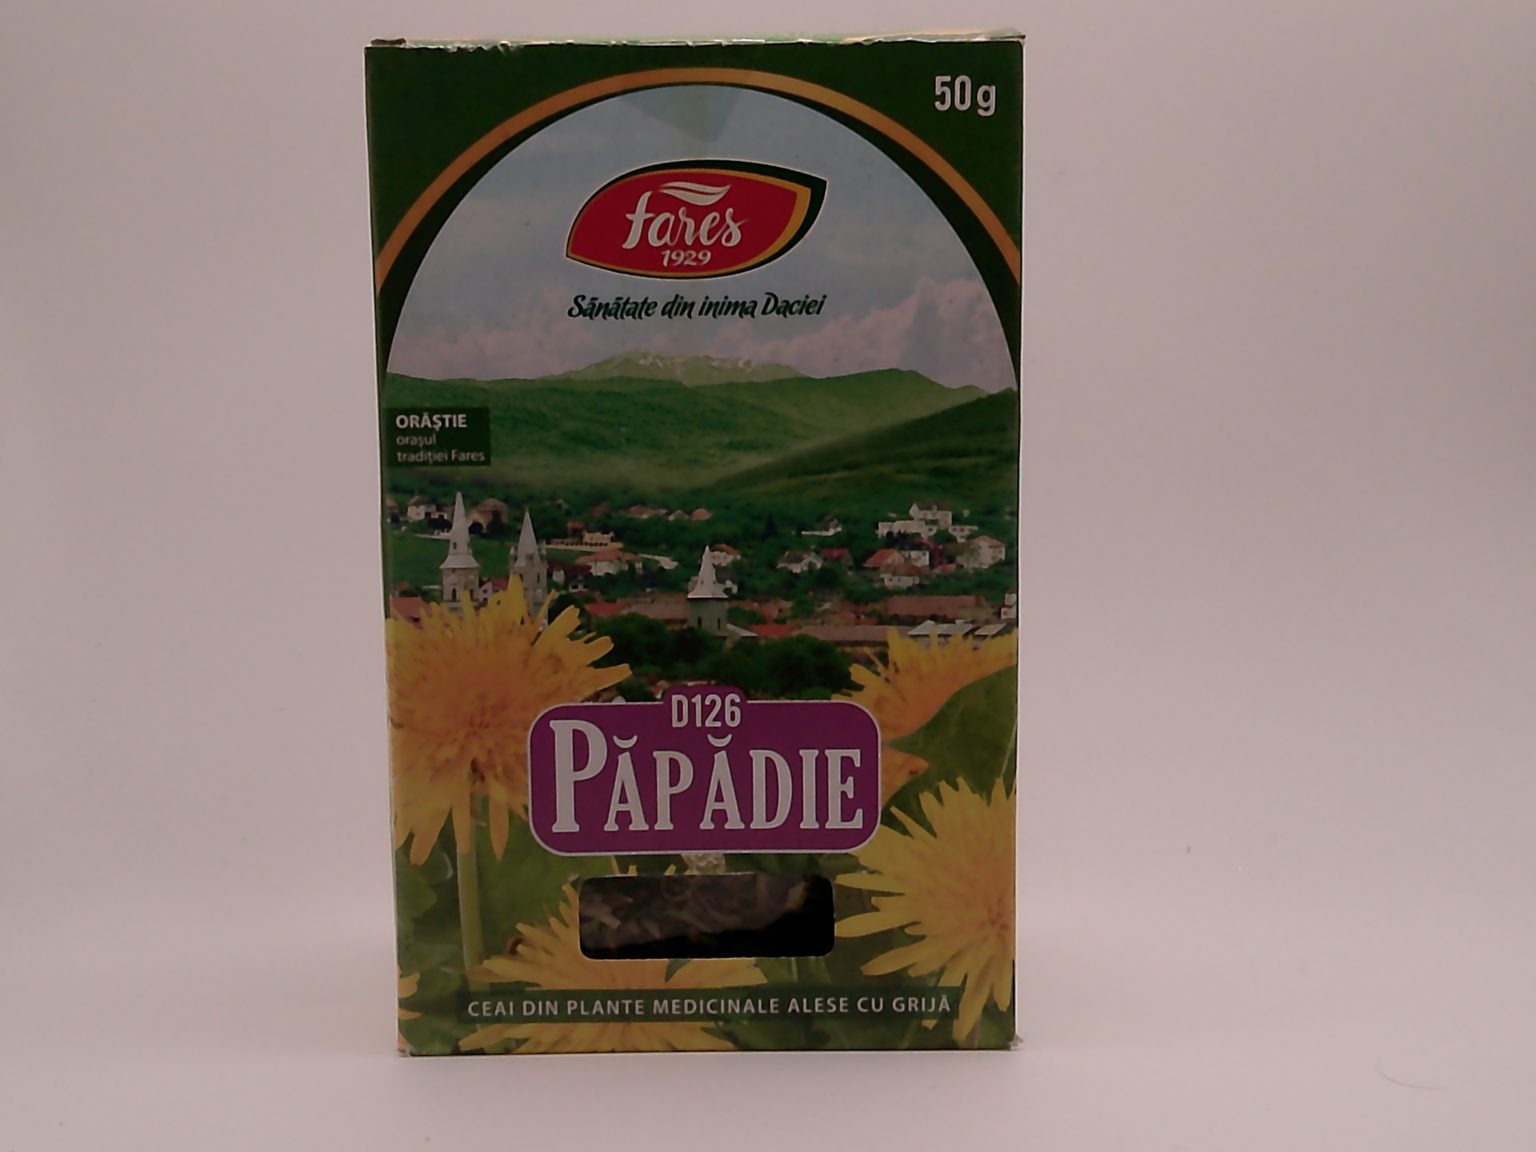 50g
fares
1929
Sănătate din inima Daciei
ORĂȘTIE
orașul
tradiției Fares
D126
PĂPĂDIE
CEAI DIN PLANTE MEDICINALE ALESE CU GRIJĂ